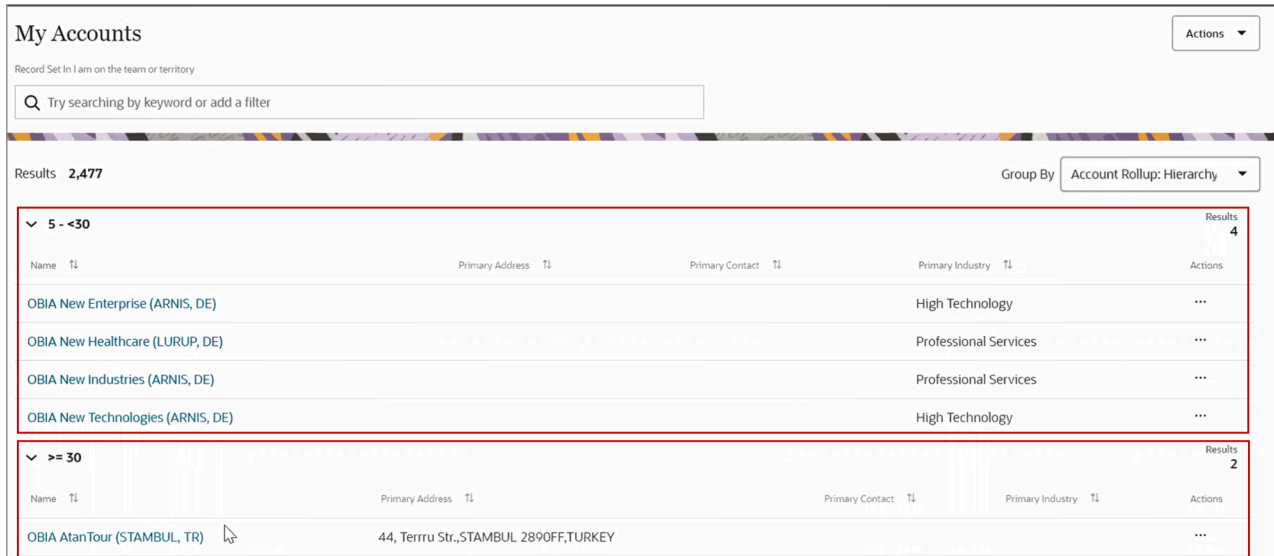 My Accounts
Actions
Record Set In I am on the team or territory
Try searching by keyword or add a filter
Results 2,477
Group By Account Rollup: Hierarchy
5 - <30
Results
4
Name Primary Address Primary Contact Primary Industry Actions
OBIA New Enterprise (ARNIS, DE) High Technology ...
OBIA New Healthcare (LURUP, DE) Professional Services ...
OBIA New Industries (ARNIS, DE) Professional Services ...
OBIA New Technologies (ARNIS, DE) High Technology ...
>= 30
Results
2
Name Primary Address Primary Contact Primary Industry Actions
OBIA AtanTour (STAMBUL, TR) 44, Terrru Str.,STAMBUL 2890FF,TURKEY ...